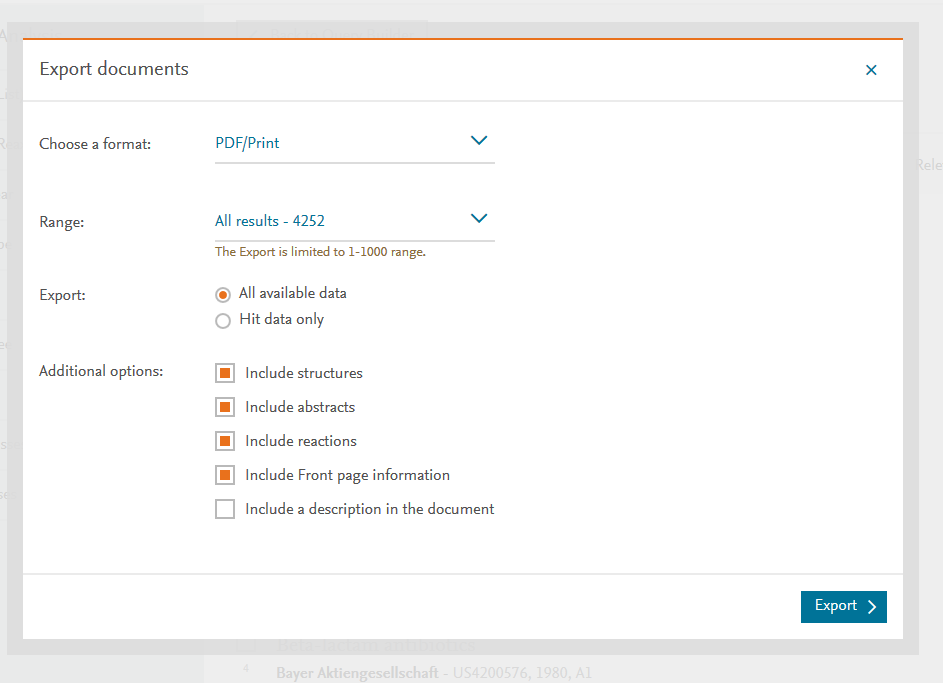 Export documents
Choose a format:
PDF/Print
Range:
All results - 4252
The Export is limited to 1-1000 range.
Export:
All available data
Hit data only
Additional options:
Include structures
Include abstracts
Include reactions
Include Front page information
Include a description in the document
Export
4
Bayer Aktiengesellschaft - US4200576, 1980, A1